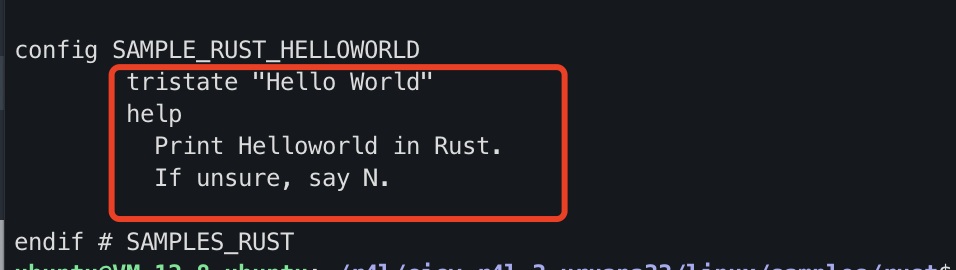 config SAMPLE_RUST_HELLOWORLD
tristate "Hello World"
help
Print Helloworld in Rust.
If unsure, say N.
endif # SAMPLES_RUST